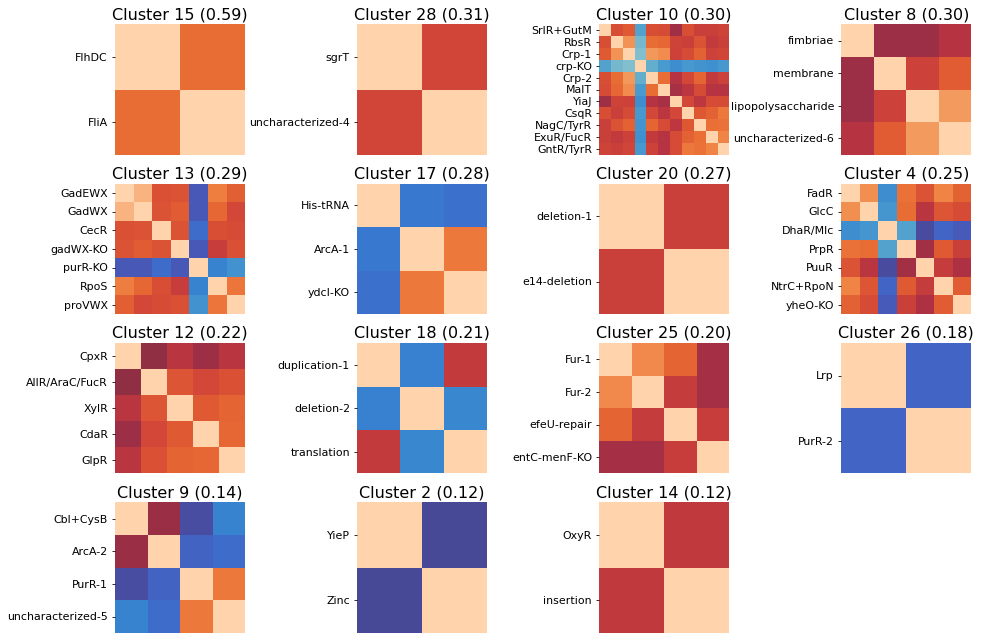 Cluster 15 (0.59)
FlhDC
FliA
Cluster 28 (0.31)
sgrT
uncharacterized-4
Cluster 10 (0.30)
SrlR+GutM
RbsR
Crp-1
crp-KO
Crp-2
MalT
YiaJ
CsqR
NagC/TyrR
ExuR/FucR
GntR/TyrR
Cluster 8 (0.30)
fimbriae
membrane
lipopolysaccharide
uncharacterized-6
Cluster 13 (0.29)
GadEWX
GadWX
CecR
gadWX-KO
purR-KO
RpoS
proVWX
Cluster 17 (0.28)
His-tRNA
ArcA-1
ydcI-KO
Cluster 20 (0.27)
deletion-1
e14-deletion
Cluster 4 (0.25)
FadR
GlcC
DhaR/Mlc
PrpR
PuuR
NtrC+RpoN
yheO-KO
Cluster 12 (0.22)
CpxR
AllR/AraC/FucR
XylR
CdaR
GlpR
Cluster 18 (0.21)
duplication-1
deletion-2
translation
Cluster 25 (0.20)
Fur-1
Fur-2
efeU-repair
entC-menF-KO
Cluster 26 (0.18)
Lrp
PurR-2
Cluster 9 (0.14)
Cbl+CysB
ArcA-2
PurR-1
uncharacterized-5
Cluster 2 (0.12)
YieP
Zinc
Cluster 14 (0.12)
OxyR
insertion